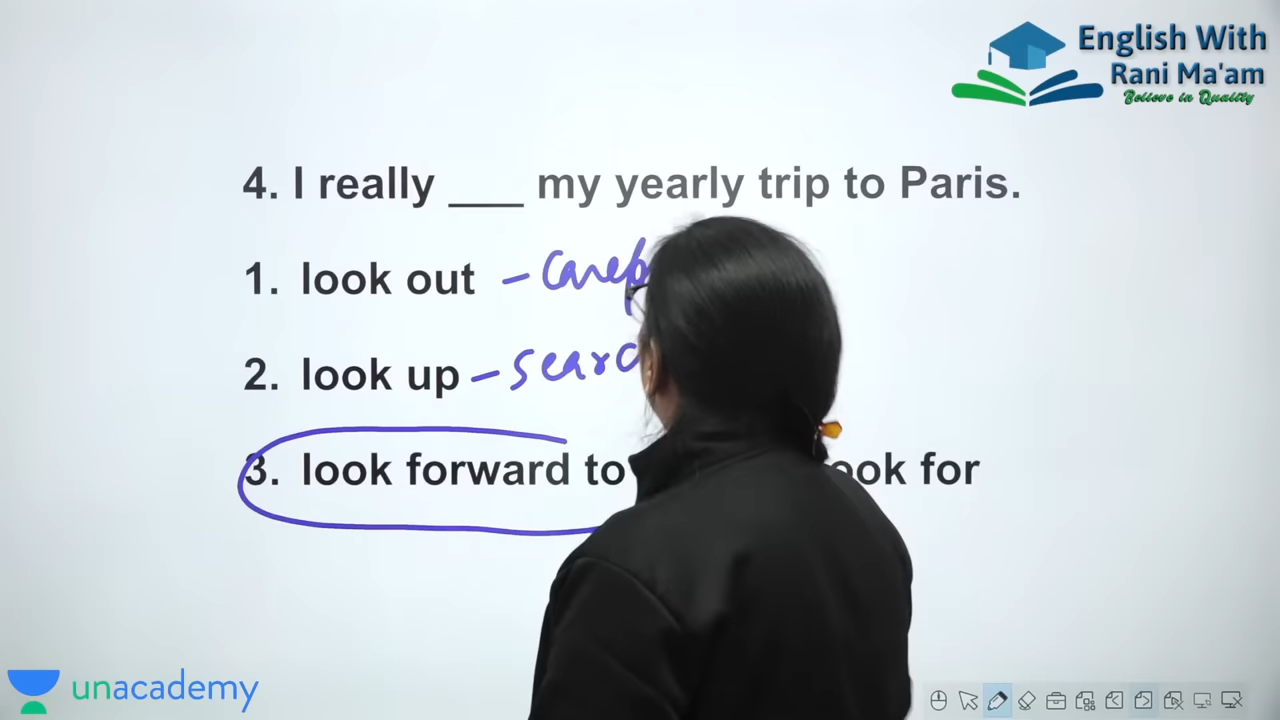 English With
Rani Ma'am
Believe in Quality
4. I really ___ my yearly trip to Paris.
1. look out –
2. look up –
3. look forward to for
unacademy